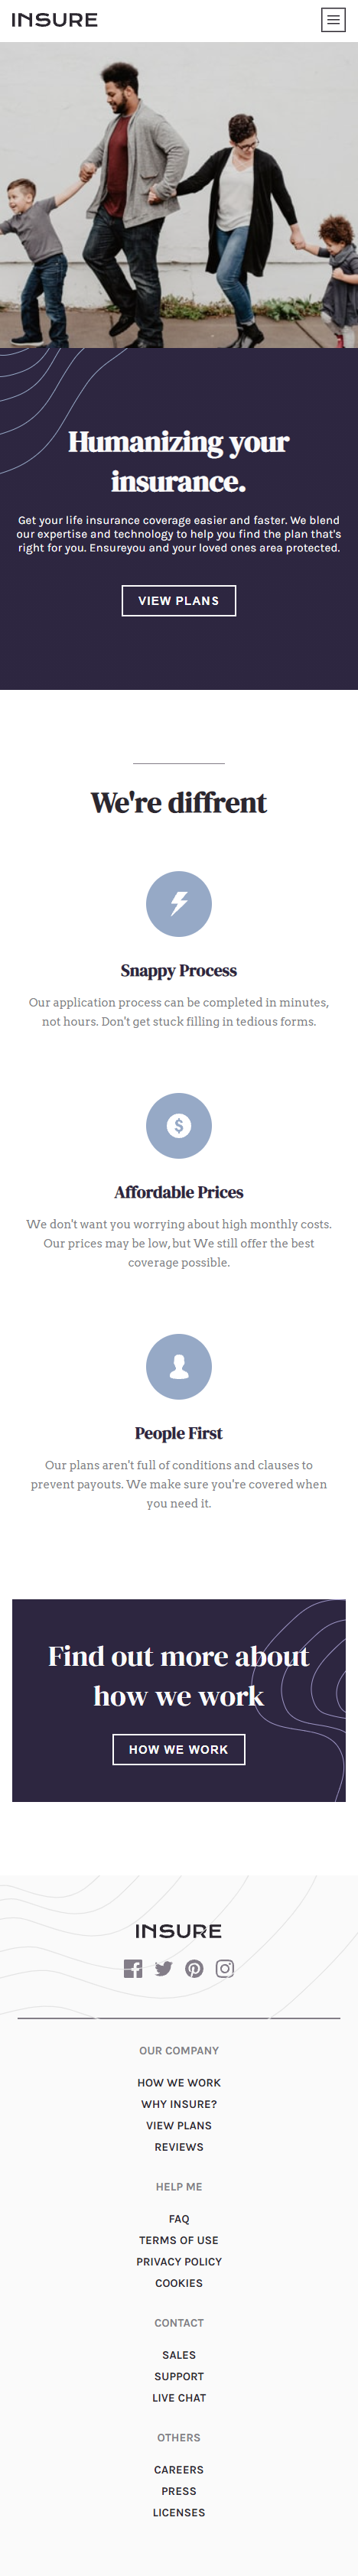 INSURE
Humanizing your
insurance.
Get your life insurance coverage easier and faster. We blend
our expertise and technology to help you find the plan that's
right for you. Ensureyou and your loved ones area protected.
VIEW PLANS
We're diffrent
Snappy Process
Our application process can be completed in minutes,
not hours. Don't get stuck filling in tedious forms.
Affordable Prices
We don't want you worrying about high monthly costs.
Our prices may be low, but We still offer the best
coverage possible.
People First
Our plans aren't full of conditions and clauses to
prevent payouts. We make sure you're covered when
you need it.
Find out more about
how we work
HOW WE WORK
INSURE
OUR COMPANY
HOW WE WORK
WHY INSURE?
VIEW PLANS
REVIEWS
HELP ME
FAQ
TERMS OF USE
PRIVACY POLICY
COOKIES
CONTACT
SALES
SUPPORT
LIVE CHAT
OTHERS
CAREERS
PRESS
LICENSES